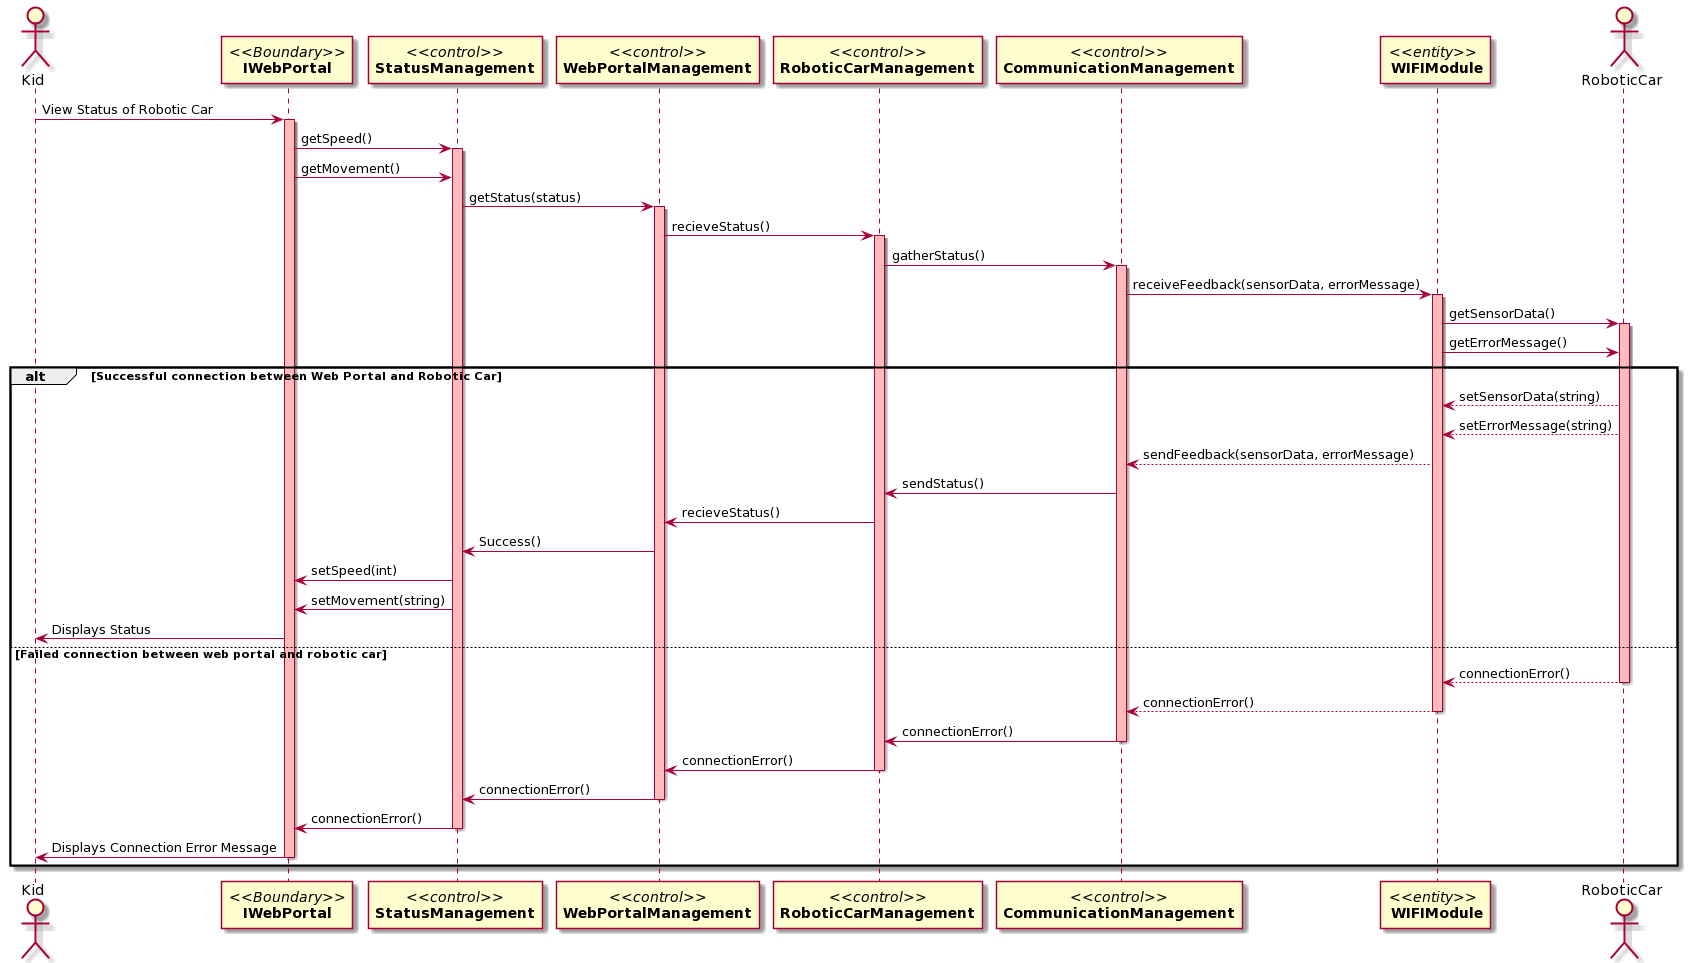 Kid
<<Boundary>>
IWebPortal
<<control>>
StatusManagement
<<control>>
WebPortalManagement
<<control>>
RoboticCarManagement
<<control>>
CommunicationManagement
<<entity>>
WIFIModule
RoboticCar
View Status of Robotic Car
getSpeed()
getMovement()
getStatus(status)
recieveStatus()
gatherStatus()
receiveFeedback(sensorData, errorMessage)
getSensorData()
getErrorMessage()
alt [Successful connection between Web Portal and Robotic Car]
setSensorData(string)
setErrorMessage(string)
sendFeedback(sensorData, errorMessage)
sendStatus()
recieveStatus()
Success()
setSpeed(int)
setMovement(string)
Displays Status
[Failed connection between web portal and robotic car]
connectionError()
connectionError()
connectionError()
connectionError()
connectionError()
connectionError()
Displays Connection Error Message
Kid
<<Boundary>>
IWebPortal
<<control>>
StatusManagement
<<control>>
WebPortalManagement
<<control>>
RoboticCarManagement
<<control>>
CommunicationManagement
<<entity>>
WIFIModule
RoboticCar